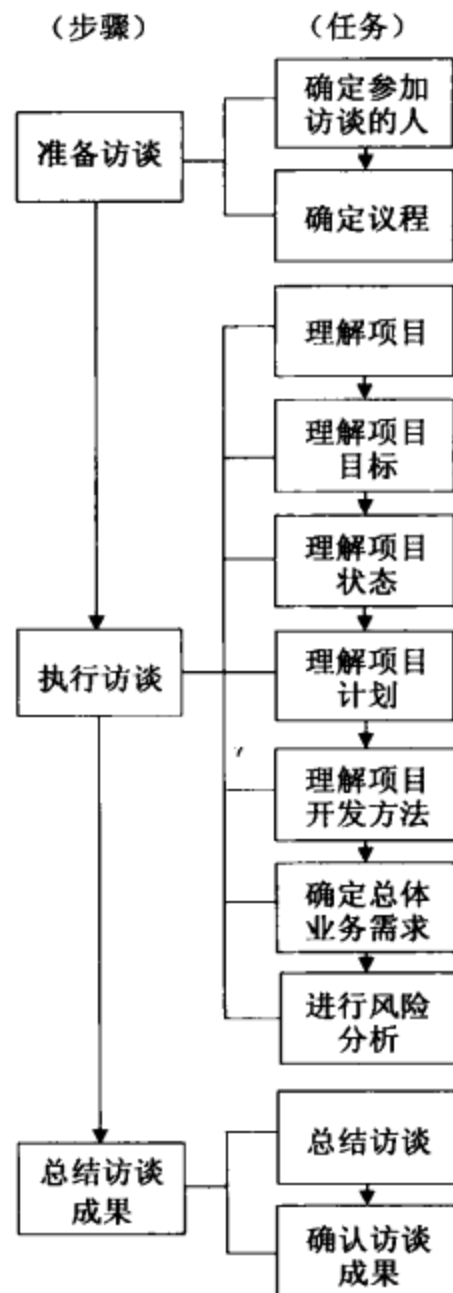 （步骤）
（任务）
准备访谈
确定参加
访谈的人
确定议程
执行访谈
理解项目
理解项目
目标
理解项目
状态
理解项目
计划
理解项目
开发方法
确定总体
业务需求
进行风险
分析
总结访谈
成果
总结访谈
确认访谈
成果